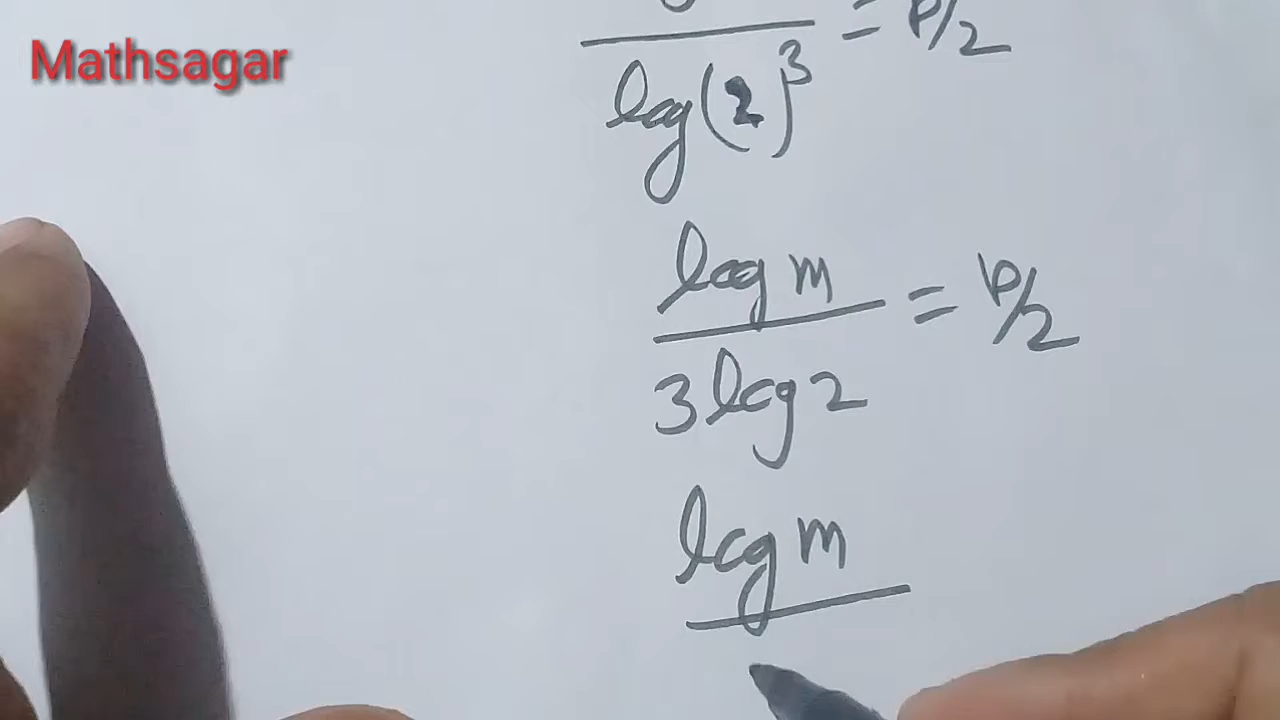 Mathsagar
= P/2
log(2)^3
log m
= P/2
3 log 2
log m